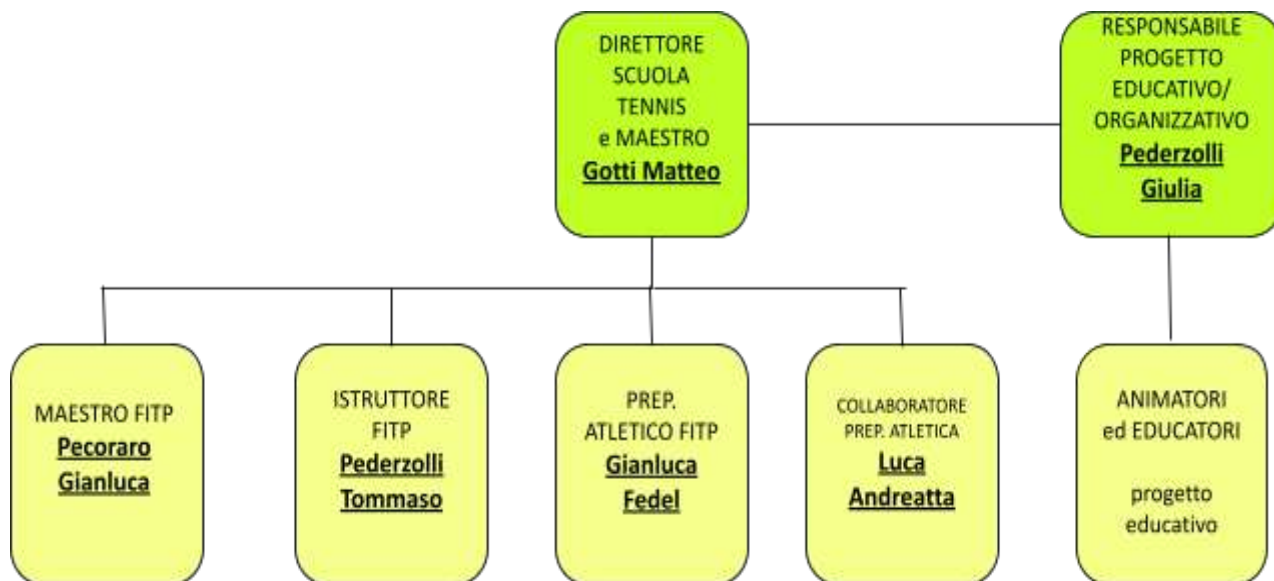 DIRETTORE
SCUOLA
TENNIS
e MAESTRO
Gotti Matteo
RESPONSABILE
PROGETTO
EDUCATIVO/
ORGANIZZATIVO
Pederzolli
Giulia
MAESTRO FITP
Pecoraro
Gianluca
ISTRUTTORE
FITP
Pederzolli
Tommaso
PREP.
ATLETICO FITP
Gianluca
Fedel
COLLABORATORE
PREP. ATLETICA
Luca
Andreatta
ANIMATORI
ed EDUCATORI
progetto
educativo